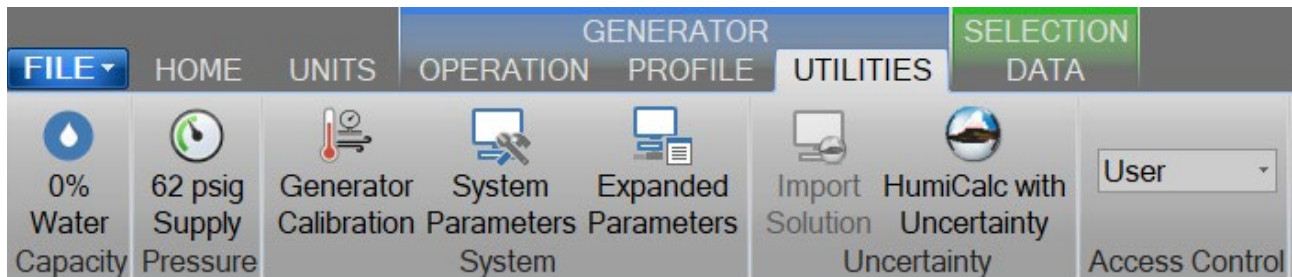 GENERATOR SELECTION
FILE HOME UNITS OPERATION PROFILE UTILITIES DATA
0% 62 psig Generator System Expanded Import HumiCalc with User
Water Supply Calibration Parameters Parameters Solution Uncertainty
Capacity Pressure System Uncertainty Access Control